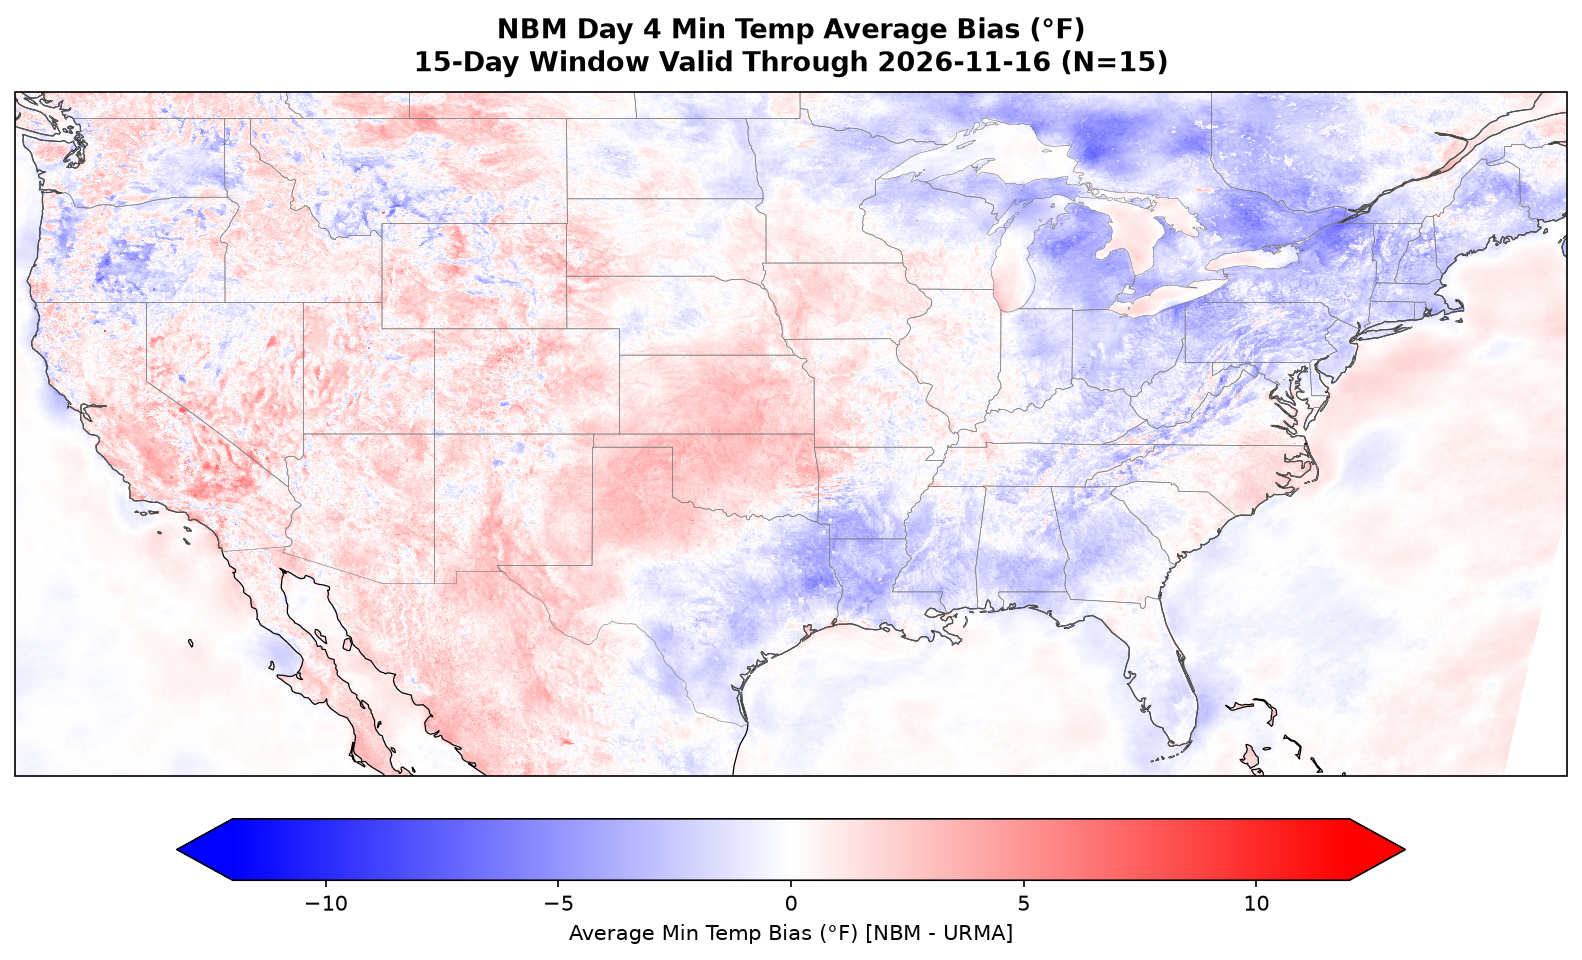 NBM Day 4 Min Temp Average Bias (°F)
15-Day Window Valid Through 2026-11-16 (N=15)
−10
−5
0
5
10
Average Min Temp Bias (°F) [NBM - URMA]